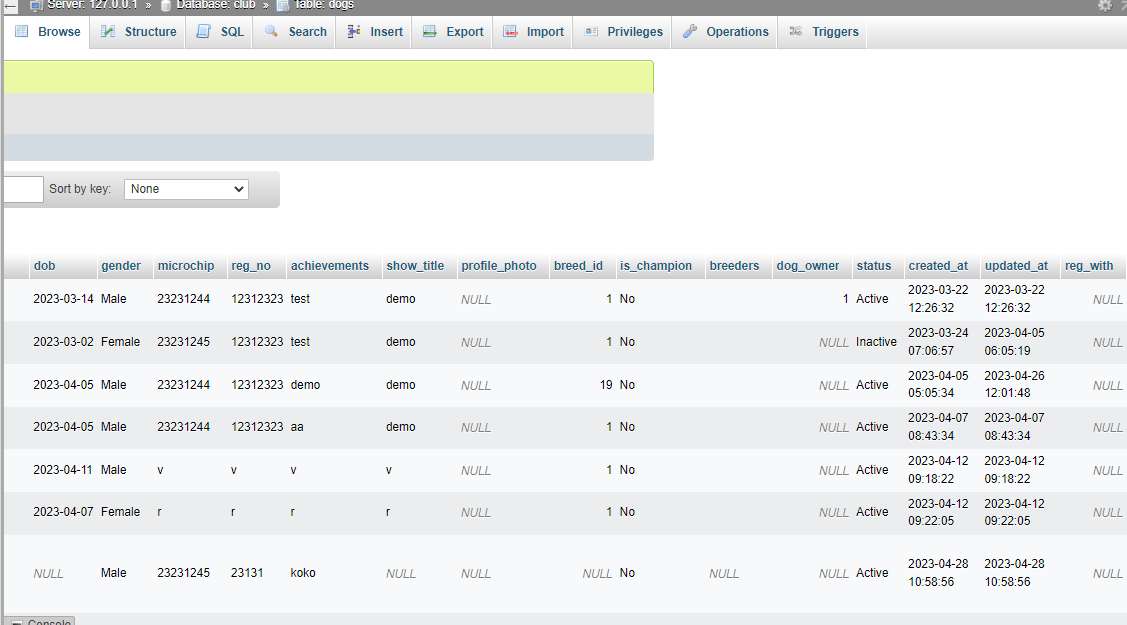 Server: 127.0.0.1 » Database: club » Table: dogs
Browse Structure SQL Search Insert Export Import Privileges Operations Triggers
Sort by key: None
dob gender microchip reg_no achievements show_title profile_photo breed_id is_champion breeders dog_owner status created_at updated_at reg_with
2023-03-14 Male 23231244 12312323 test demo NULL 1 No 1 Active 2023-03-22 12:26:32 2023-03-22 12:26:32 NULL
2023-03-02 Female 23231245 12312323 test demo NULL 1 No NULL Inactive 2023-03-24 07:06:57 2023-04-05 06:05:19 NULL
2023-04-05 Male 23231244 12312323 demo demo NULL 19 No NULL Active 2023-04-05 05:05:34 2023-04-26 12:01:48 NULL
2023-04-05 Male 23231244 12312323 aa demo NULL 1 No NULL Active 2023-04-07 08:43:34 2023-04-07 08:43:34 NULL
2023-04-11 Male v v v v NULL 1 No NULL Active 2023-04-12 09:18:22 2023-04-12 09:18:22 NULL
2023-04-07 Female r r r r NULL 1 No NULL Active 2023-04-12 09:22:05 2023-04-12 09:22:05 NULL
NULL Male 23231245 23131 koko NULL NULL NULL No NULL NULL Active 2023-04-28 10:58:56 2023-04-28 10:58:56 NULL
Console